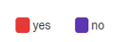 yes no